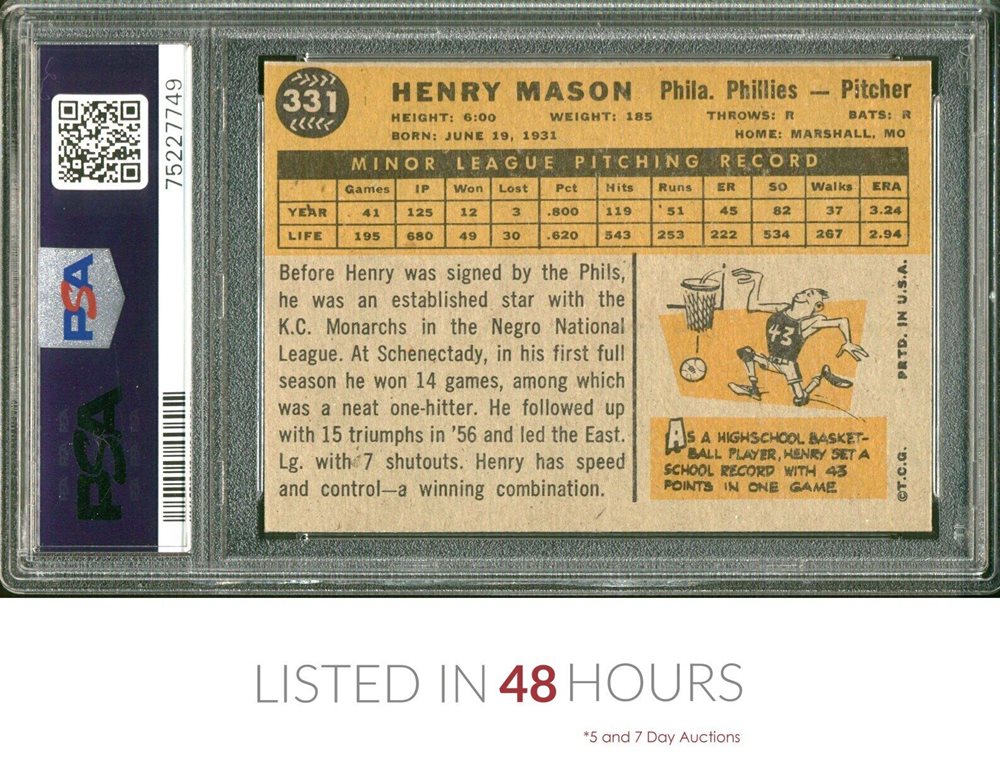 75227749
PSA
PSA
331
HENRY MASON Phila. Phillies — Pitcher
HEIGHT: 6:00 WEIGHT: 185 THROWS: R BATS: R
BORN: JUNE 19, 1931 HOME: MARSHALL, MO
MINOR LEAGUE PITCHING RECORD
Games IP Won Lost Pct Hits Runs ER SO Walks ERA
YEAR 41 125 12 3 .800 119 51 45 82 37 3.24
LIFE 195 680 49 30 .620 543 253 222 534 267 2.94
Before Henry was signed by the Phils,
he was an established star with the
K.C. Monarchs in the Negro National
League. At Schenectady, in his first full
season he won 14 games, among which
was a neat one-hitter. He followed up
with 15 triumphs in '56 and led the East.
Lg. with 7 shutouts. Henry has speed
and control—a winning combination.
43
AS A HIGHSCHOOL BASKET-
BALL PLAYER, HENRY SET A
SCHOOL RECORD WITH 43
POINTS IN ONE GAME
©T.C.G. PRTD. IN U.S.A.
LISTED IN 48 HOURS
*5 and 7 Day Auctions